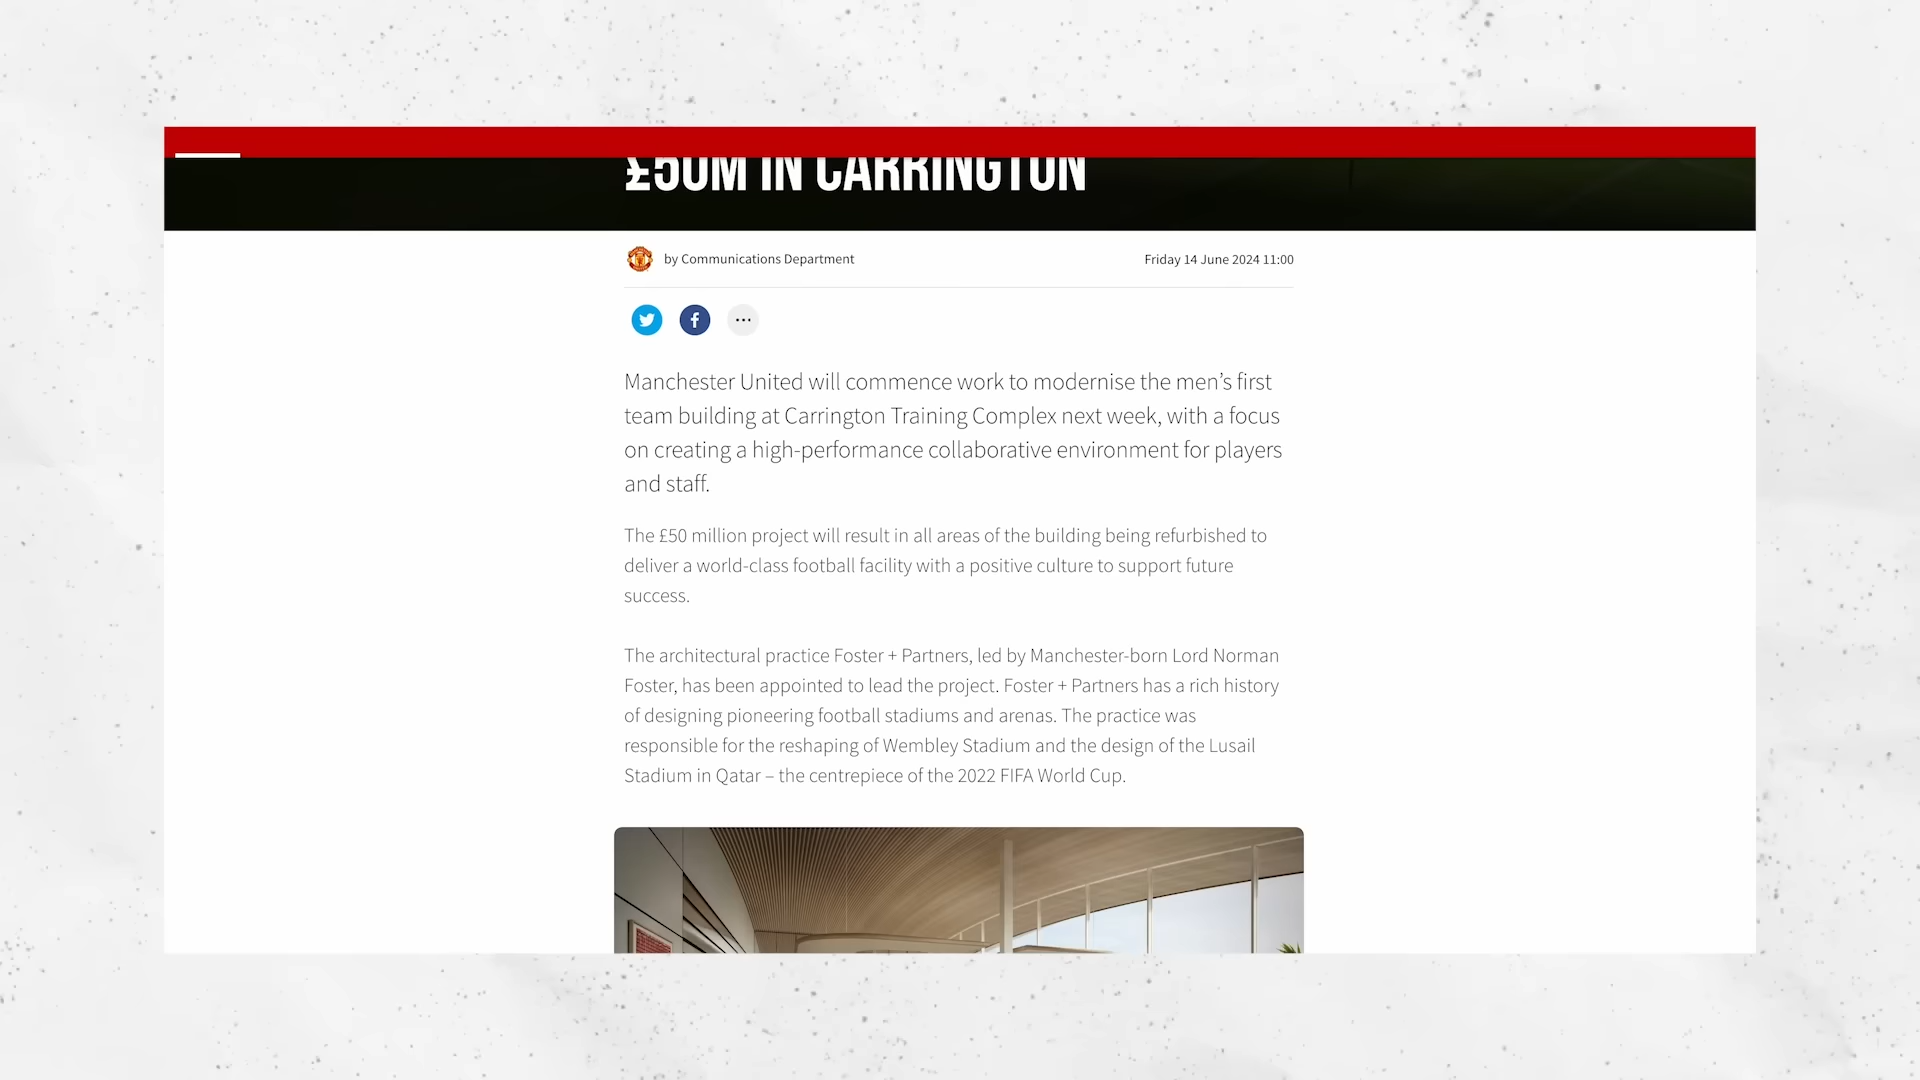 £50M IN CARRINGTON
by Communications Department
Friday 14 June 2024 11:00
Manchester United will commence work to modernise the men’s first
team building at Carrington Training Complex next week, with a focus
on creating a high-performance collaborative environment for players
and staff.
The £50 million project will result in all areas of the building being refurbished to
deliver a world-class football facility with a positive culture to support future
success.
The architectural practice Foster + Partners, led by Manchester-born Lord Norman
Foster, has been appointed to lead the project. Foster + Partners has a rich history
of designing pioneering football stadiums and arenas. The practice was
responsible for the reshaping of Wembley Stadium and the design of the Lusail
Stadium in Qatar – the centrepiece of the 2022 FIFA World Cup.